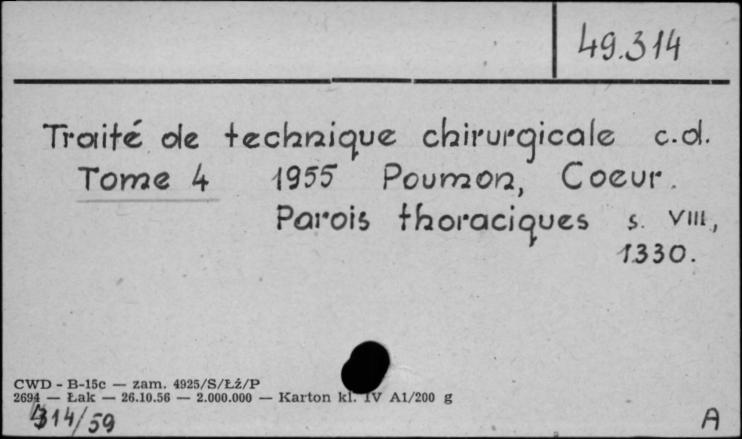 49.314
Traité de technique chirurgicale c.d.
Tome 4 1955 Poumon, Coeur.
Parois thoraciques s. VIII,
1330.
CWD - B-15c — zam. 4925/S/Łź/P
2694 — Łak — 26.10.56 — 2.000.000 — Karton kl. IV A1/200 g
314/59
A